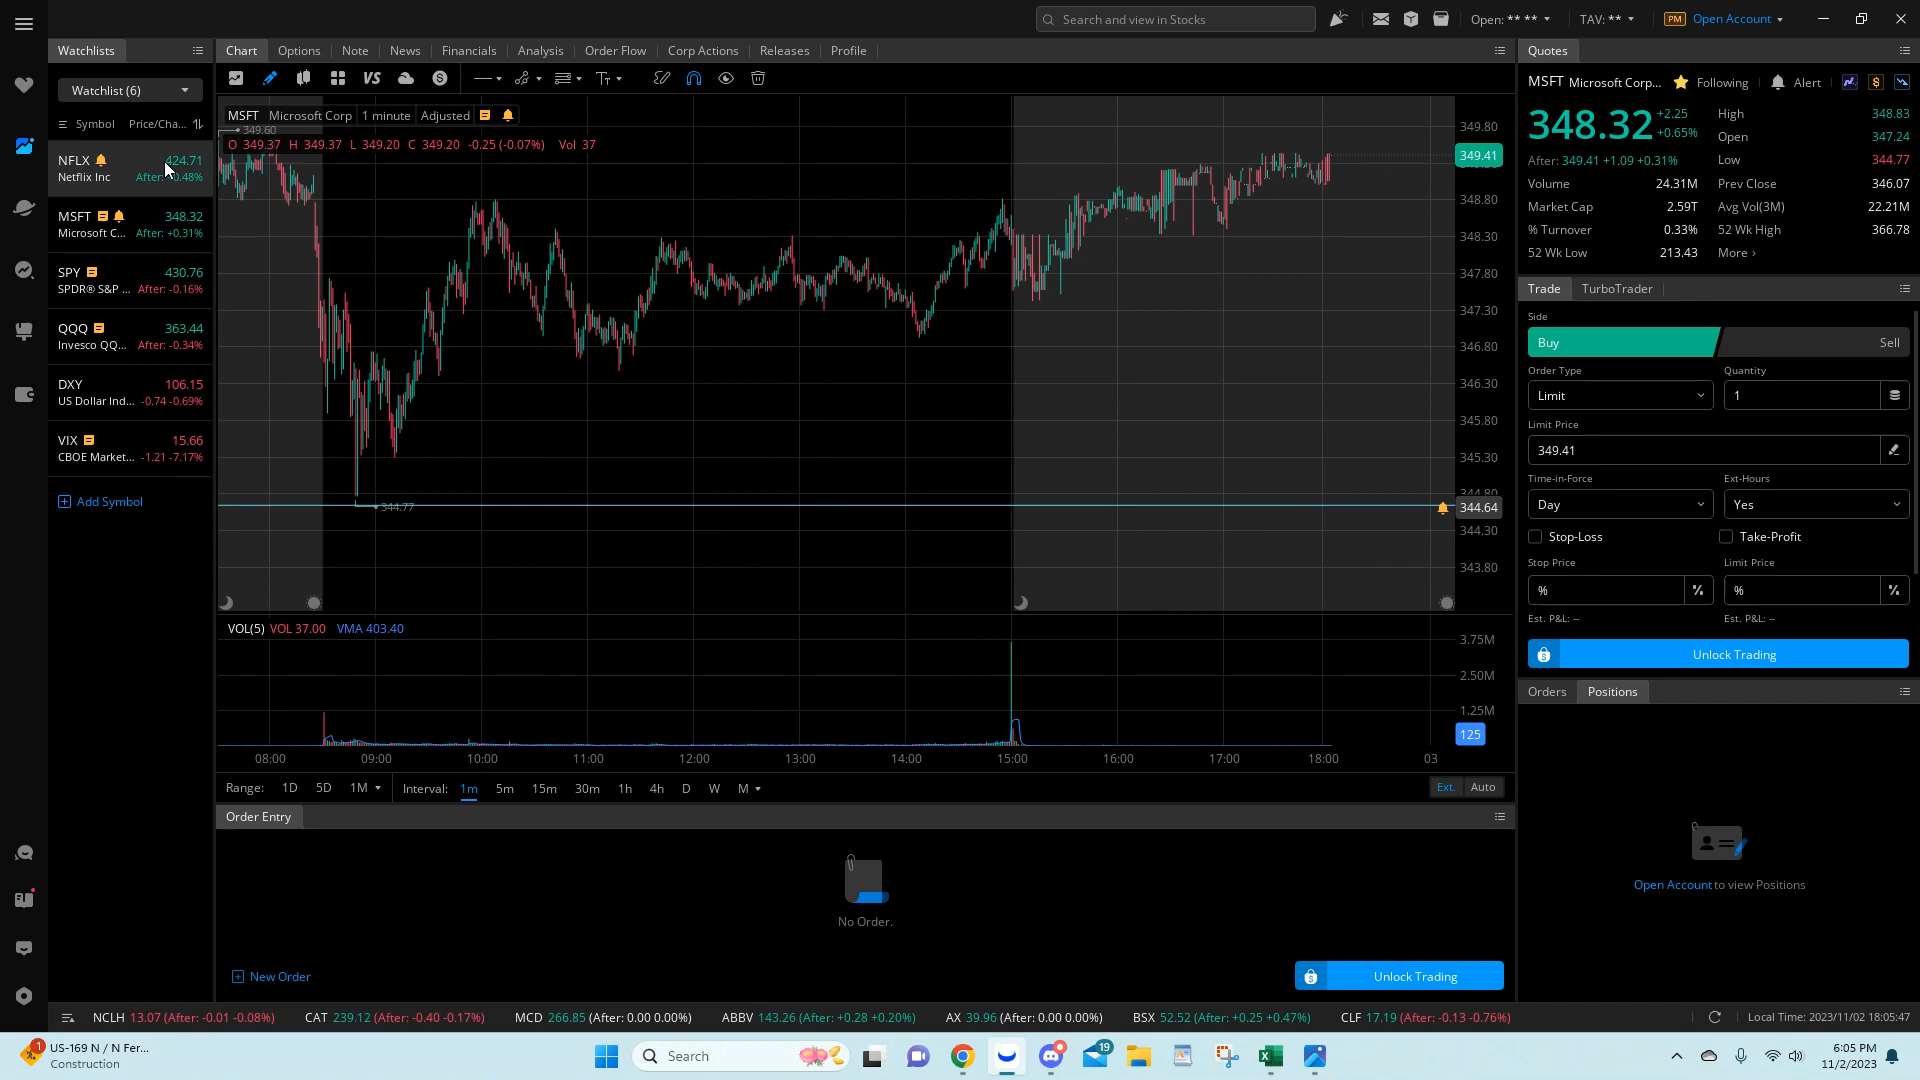 Search and view in Stocks
Open: ** **
TAV: ** **
PM Open Account
Watchlists
Chart Options Note News Financials Analysis Order Flow Corp Actions Releases Profile
Quotes
Watchlist (6)
Symbol Price/Cha...
NFLX 424.71
Netflix Inc
MSFT 348.32
Microsoft C... After: +0.31%
SPY 430.76
SPDR® S&P ... After: -0.16%
QQQ 363.44
Invesco QQ... After: -0.34%
DXY 106.15
US Dollar Ind... -0.74 -0.69%
VIX 15.66
CBOE Market... -1.21 -7.17%
Add Symbol
VS
MSFT Microsoft Corp 1 minute Adjusted
349.60
O 349.37 H 349.37 L 349.20 C 349.20 -0.25 (-0.07%) Vol 37
349.80
349.41
348.80
348.30
347.80
347.30
346.80
346.30
345.80
345.30
344.77
344.64
344.30
343.80
VOL(5) VOL 37.00 VMA 403.40
3.75M
2.50M
1.25M
125
08:00 09:00 10:00 11:00 12:00 13:00 14:00 15:00 16:00 17:00 18:00 03
Range: 1D 5D 1M Interval: 1m 5m 15m 30m 1h 4h D W M
Ext. Auto
Order Entry
No Order.
New Order
Unlock Trading
MSFT Microsoft Corp... Following Alert
348.32 +2.25
+0.65%
After: 349.41 +1.09 +0.31%
High 348.83
Open 347.24
Low 344.77
Volume 24.31M Prev Close 346.07
Market Cap 2.59T Avg Vol(3M) 22.21M
% Turnover 0.33% 52 Wk High 366.78
52 Wk Low 213.43 More ›
Trade TurboTrader
Side
Buy Sell
Order Type Quantity
Limit 1
Limit Price
349.41
Time-in-Force Ext-Hours
Day Yes
Stop-Loss Take-Profit
Stop Price Limit Price
% %
Est. P&L: -- Est. P&L: --
Unlock Trading
Orders Positions
Open Account to view Positions
NCLH 13.07 (After: -0.01 -0.08%) CAT 239.12 (After: -0.40 -0.17%) MCD 266.85 (After: 0.00 0.00%) ABBV 143.26 (After: +0.28 +0.20%) AX 39.96 (After: 0.00 0.00%) BSX 52.52 (After: +0.25 +0.47%) CLF 17.19 (After: -0.13 -0.76%)
Local Time: 2023/11/02 18:05:47
1
US-169 N / N Fer...
Construction
Search
19
6:05 PM
11/2/2023